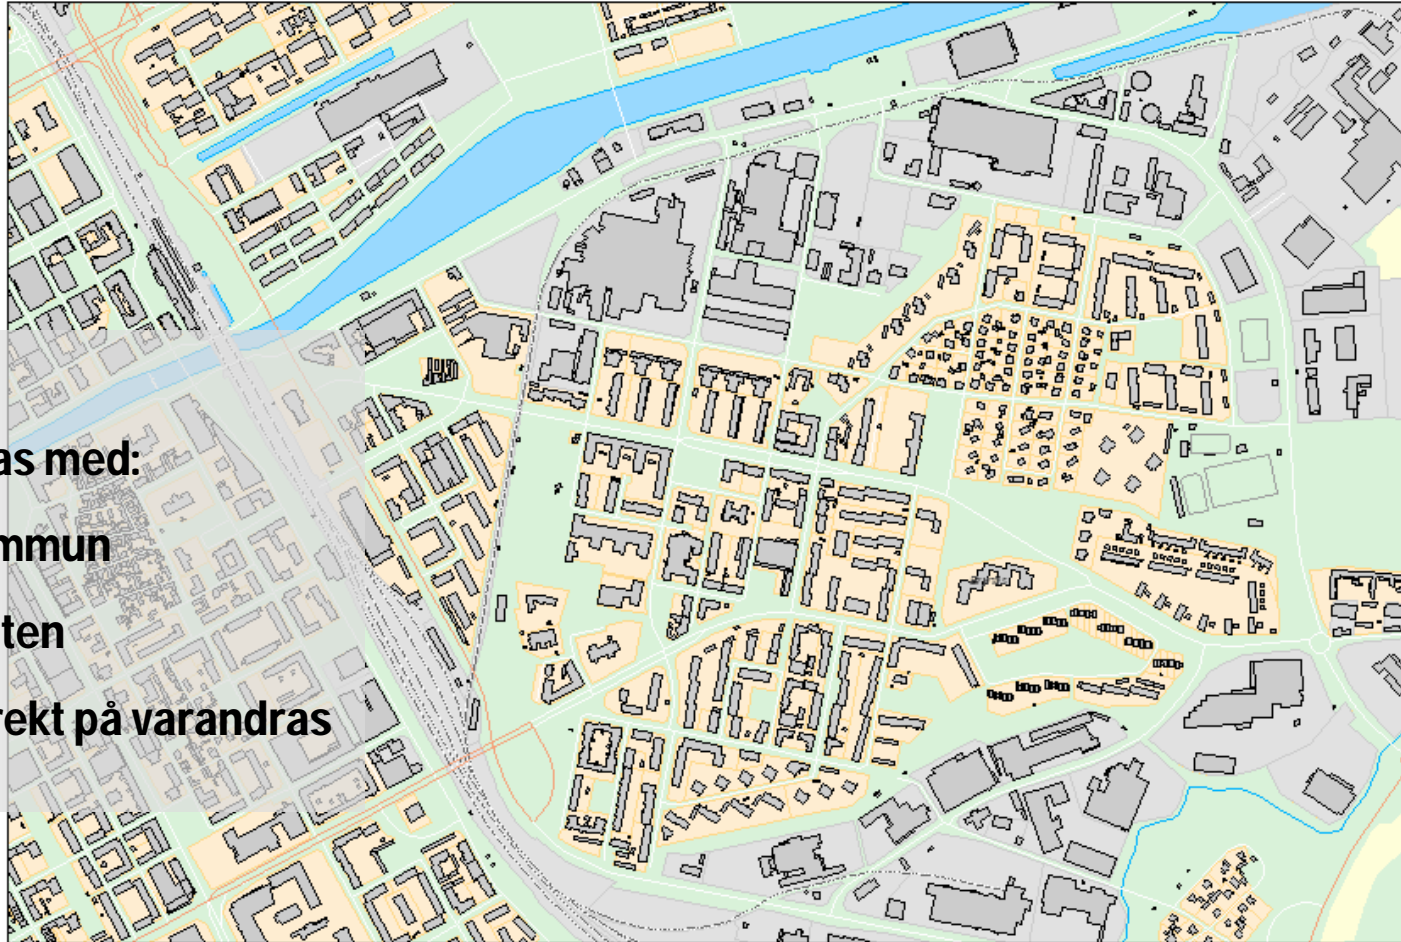 as med:
mmun
ten
rekt på varandras